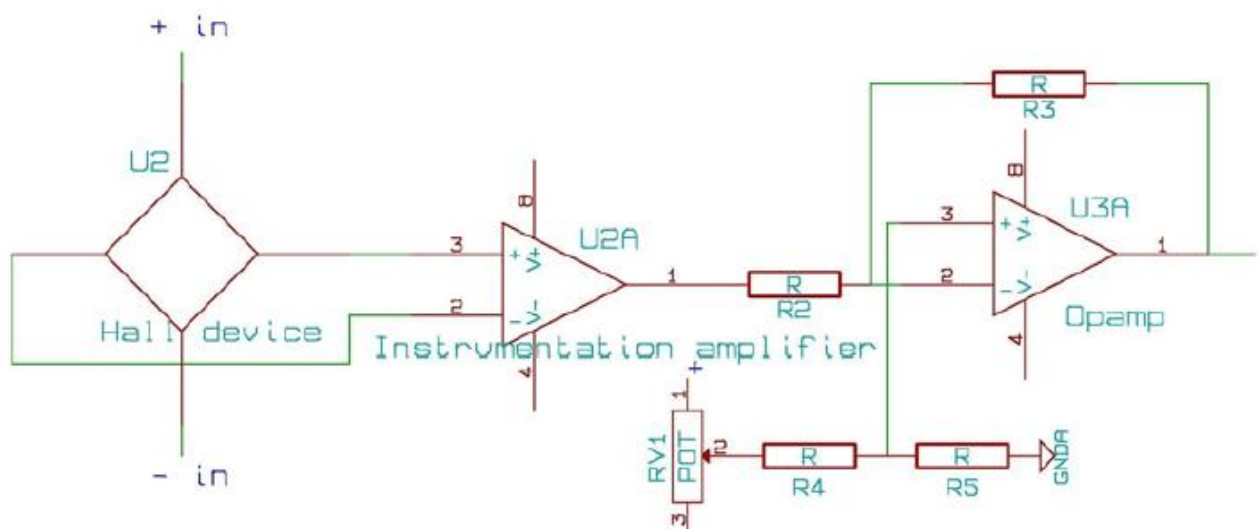 + in
U2
Hall device
- in
3
2
8
4
1
+
V+
-
V-
U2A
Instrumentation amplifier
R
R2
R
R3
3
2
8
4
1
+
V+
-
V-
U3A
Opamp
+
1
2
3
RV1
POT
R
R4
R
R5
GNDA